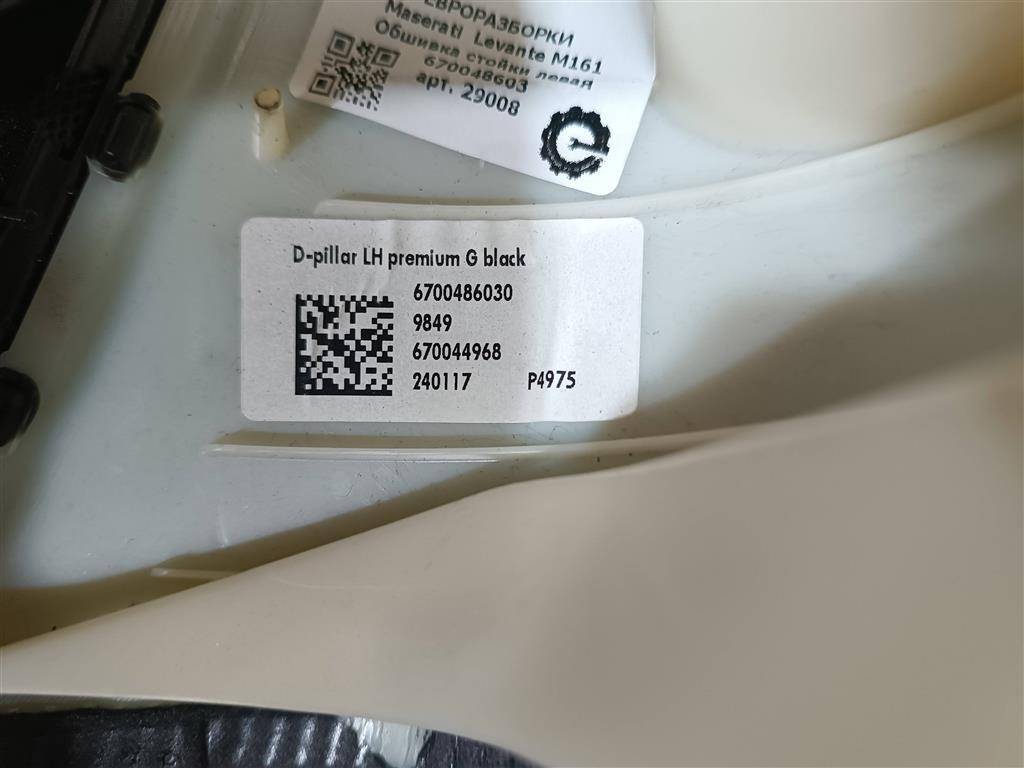 ЕВРОРАЗБОРКИ
Maserati Levante M161
Обшивка стойки левая
670048603
арт. 29008
D-pillar LH premium G black
6700486030
9849
670044968
240117 P4975